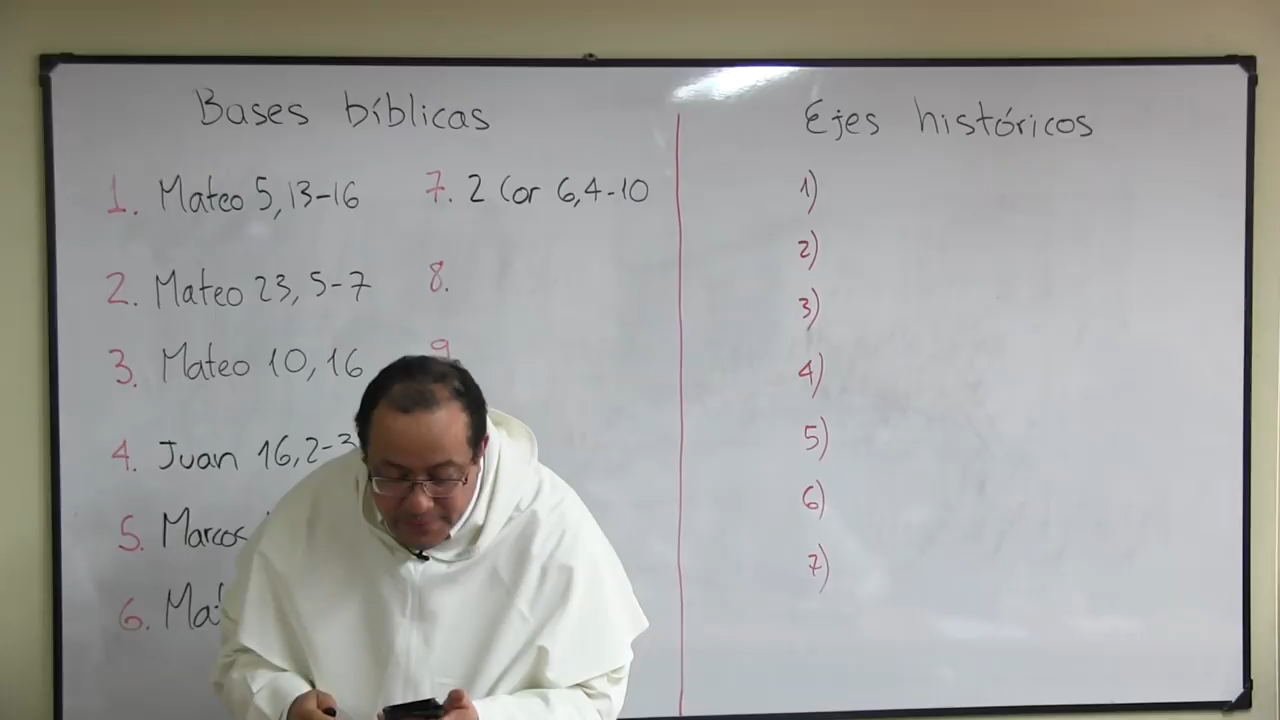 Bases bíblicas
1. Mateo 5, 13-16
2. Mateo 23, 5-7
3. Mateo 10, 16
4. Juan 16, 2-3
5. Marcos
6.
7. 2 Cor 6, 4-10
8.
9
Ejes históricos
1)
2)
3)
4)
5)
6)
7)